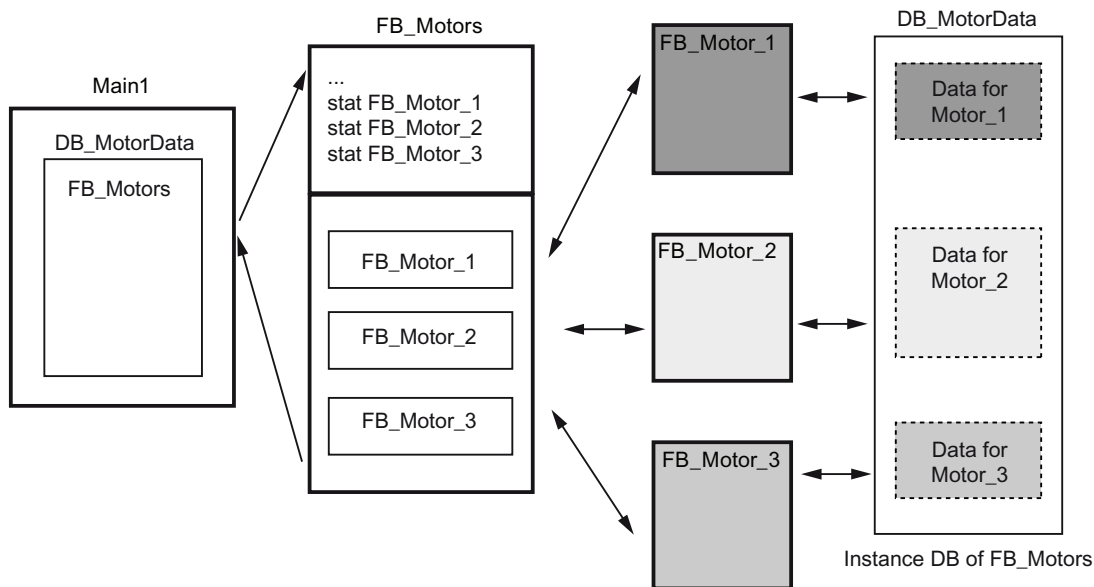 Main1
DB_MotorData
FB_Motors
FB_Motors
...
stat FB_Motor_1
stat FB_Motor_2
stat FB_Motor_3
FB_Motor_1
FB_Motor_2
FB_Motor_3
FB_Motor_1
FB_Motor_2
FB_Motor_3
DB_MotorData
Data for
Motor_1
Data for
Motor_2
Data for
Motor_3
Instance DB of FB_Motors